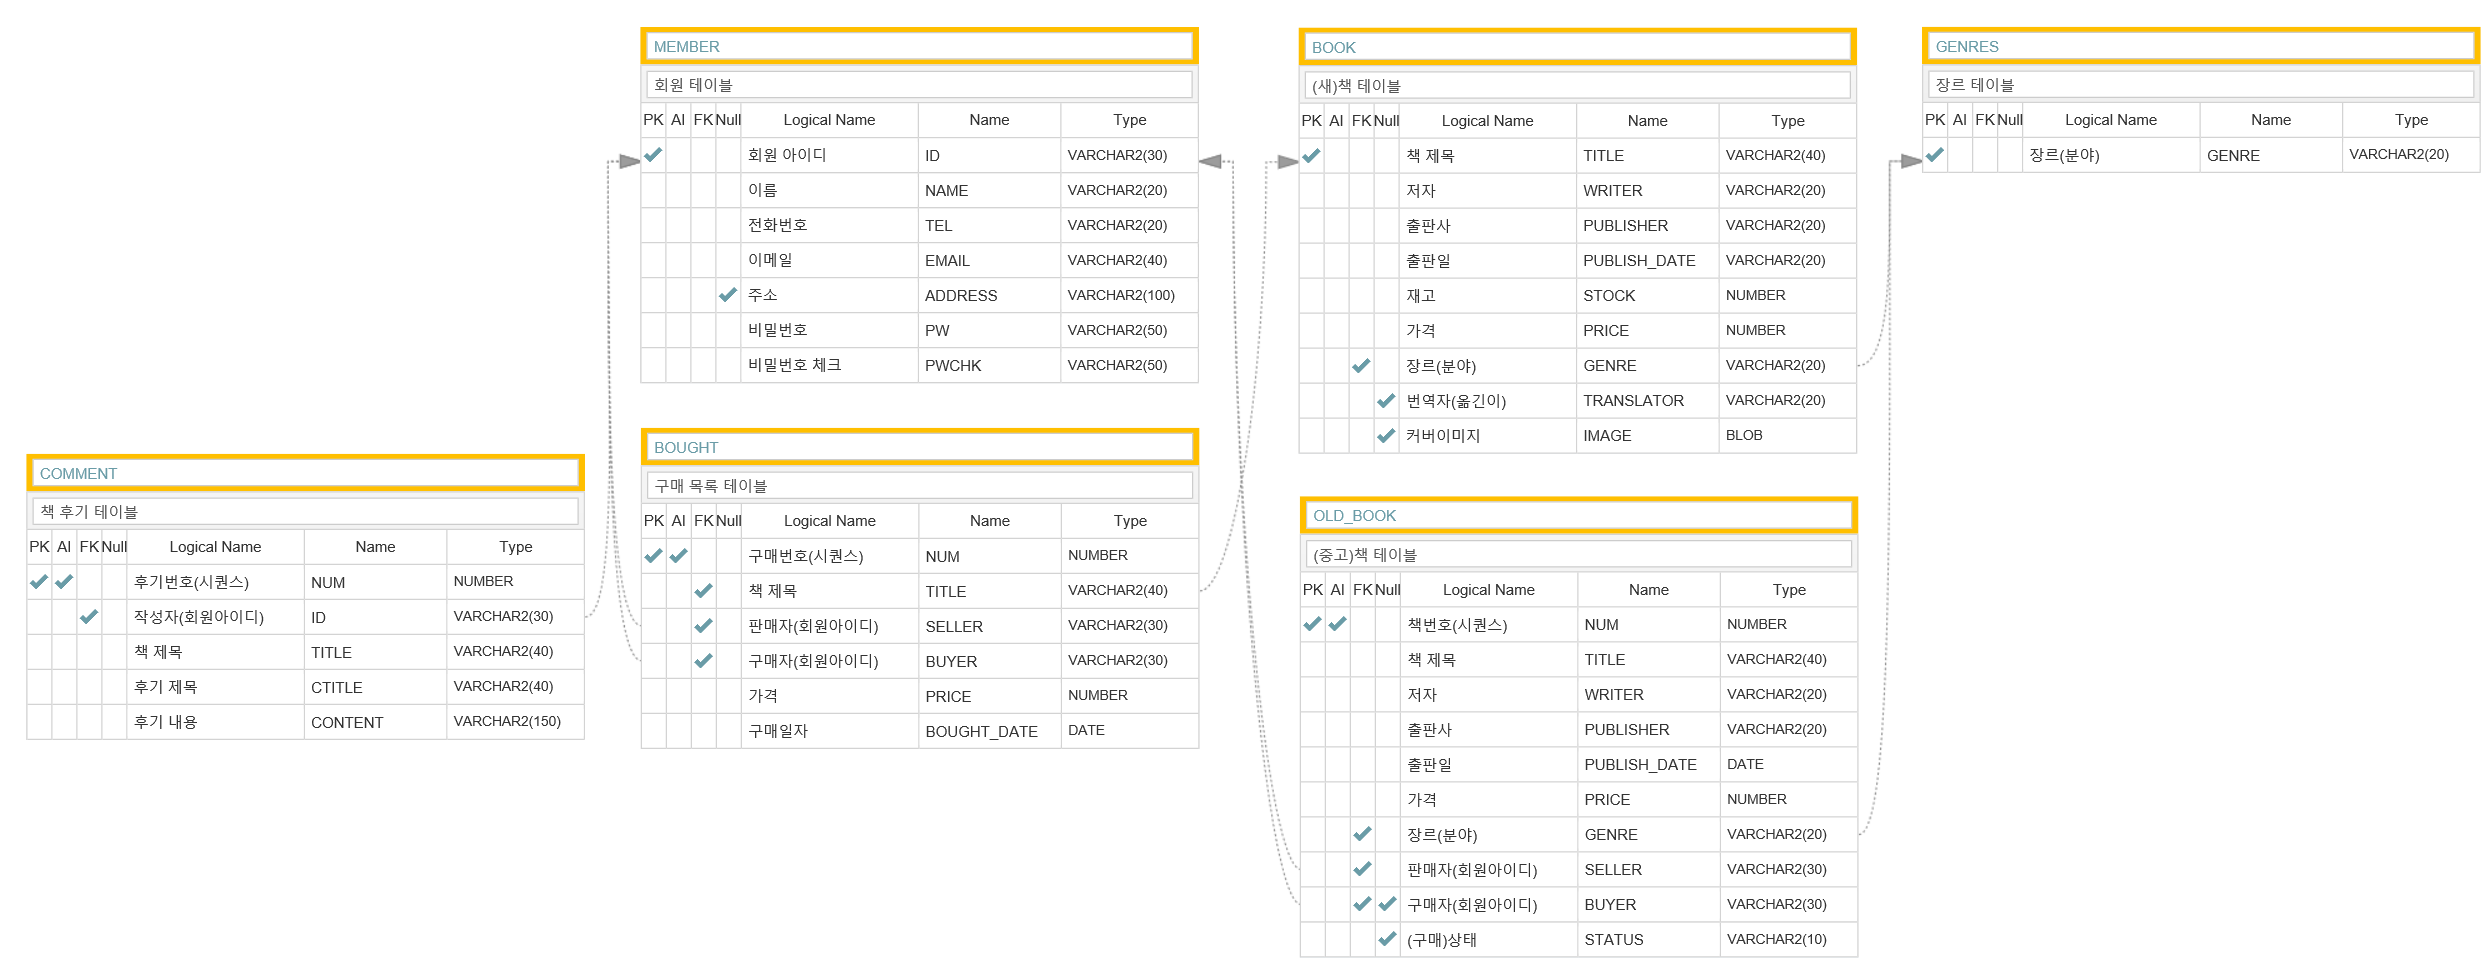 MEMBER
회원 테이블
PK AI FK Null Logical Name Name Type
회원 아이디 ID VARCHAR2(30)
이름 NAME VARCHAR2(20)
전화번호 TEL VARCHAR2(20)
이메일 EMAIL VARCHAR2(40)
주소 ADDRESS VARCHAR2(100)
비밀번호 PW VARCHAR2(50)
비밀번호 체크 PWCHK VARCHAR2(50)
BOOK
(새)책 테이블
PK AI FK Null Logical Name Name Type
책 제목 TITLE VARCHAR2(40)
저자 WRITER VARCHAR2(20)
출판사 PUBLISHER VARCHAR2(20)
출판일 PUBLISH_DATE VARCHAR2(20)
재고 STOCK NUMBER
가격 PRICE NUMBER
장르(분야) GENRE VARCHAR2(20)
번역자(옮긴이) TRANSLATOR VARCHAR2(20)
커버이미지 IMAGE BLOB
GENRES
장르 테이블
PK AI FK Null Logical Name Name Type
장르(분야) GENRE VARCHAR2(20)
COMMENT
책 후기 테이블
PK AI FK Null Logical Name Name Type
후기번호(시퀀스) NUM NUMBER
작성자(회원아이디) ID VARCHAR2(30)
책 제목 TITLE VARCHAR2(40)
후기 제목 CTITLE VARCHAR2(40)
후기 내용 CONTENT VARCHAR2(150)
BOUGHT
구매 목록 테이블
PK AI FK Null Logical Name Name Type
구매번호(시퀀스) NUM NUMBER
책 제목 TITLE VARCHAR2(40)
판매자(회원아이디) SELLER VARCHAR2(30)
구매자(회원아이디) BUYER VARCHAR2(30)
가격 PRICE NUMBER
구매일자 BOUGHT_DATE DATE
OLD_BOOK
(중고)책 테이블
PK AI FK Null Logical Name Name Type
책번호(시퀀스) NUM NUMBER
책 제목 TITLE VARCHAR2(40)
저자 WRITER VARCHAR2(20)
출판사 PUBLISHER VARCHAR2(20)
출판일 PUBLISH_DATE DATE
가격 PRICE NUMBER
장르(분야) GENRE VARCHAR2(20)
판매자(회원아이디) SELLER VARCHAR2(30)
구매자(회원아이디) BUYER VARCHAR2(30)
(구매)상태 STATUS VARCHAR2(10)